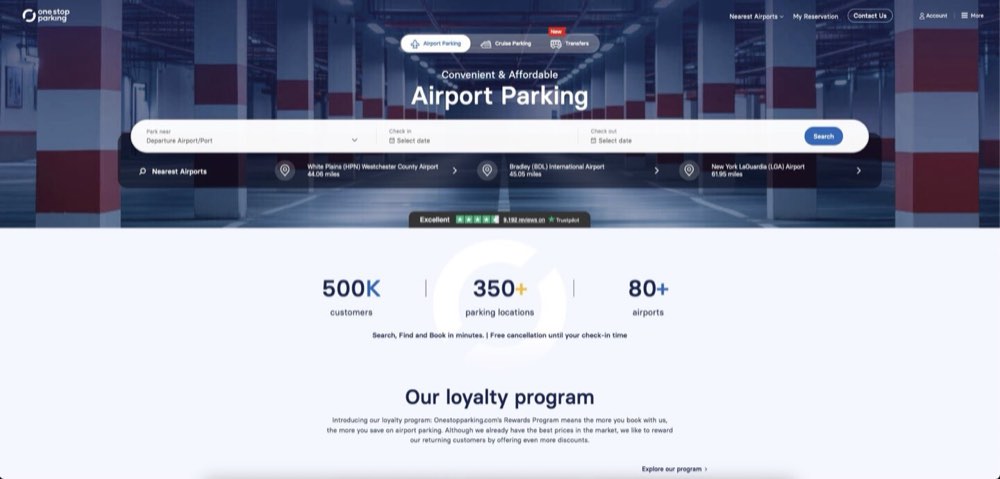 one stop
parking
Nearest Airports
My Reservation
Contact Us
Account
More
New
Airport Parking
Cruise Parking
Transfers
Convenient & Affordable
Airport Parking
Park near
Departure Airport/Port
Check in
Select date
Check out
Select date
Search
Nearest Airports
White Plains (HPN) Westchester County Airport
44.06 miles
Bradley (BDL) International Airport
45.05 miles
New York LaGuardia (LGA) Airport
61.95 miles
Excellent
9,192 reviews on
Trustpilot
500K
350+
80+
customers
parking locations
airports
Search, Find and Book in minutes. | Free cancellation until your check-in time
Our loyalty program
Introducing our loyalty program: Onestopparking.com's Rewards Program means the more you book with us,
the more you save on airport parking. Although we already have the best prices in the market, we like to reward
our returning customers by offering even more discounts.
Explore our program